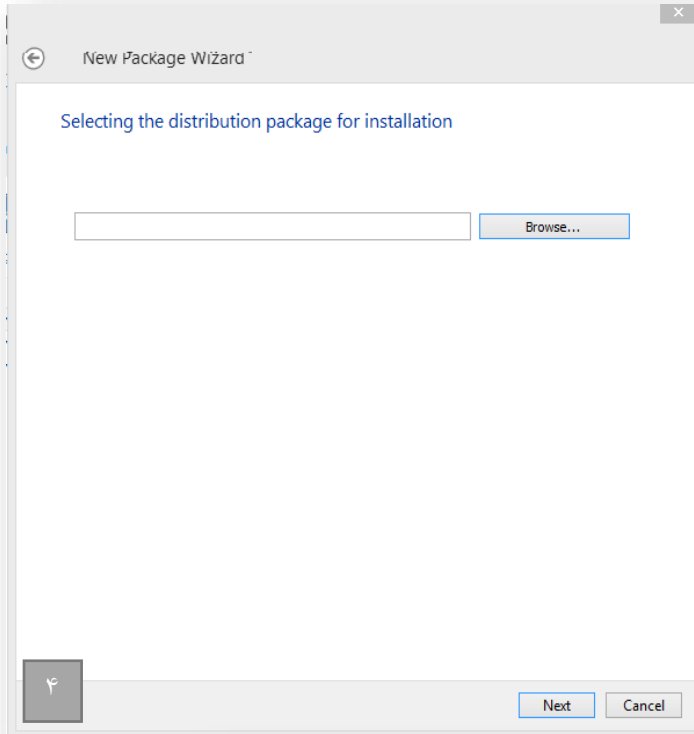 New Package Wizard
Selecting the distribution package for installation
Browse...
۴
Next
Cancel